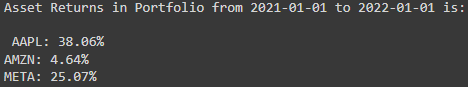 Asset Returns in Portfolio from 2021-01-01 to 2022-01-01 is:
AAPL: 38.06%
AMZN: 4.64%
META: 25.07%